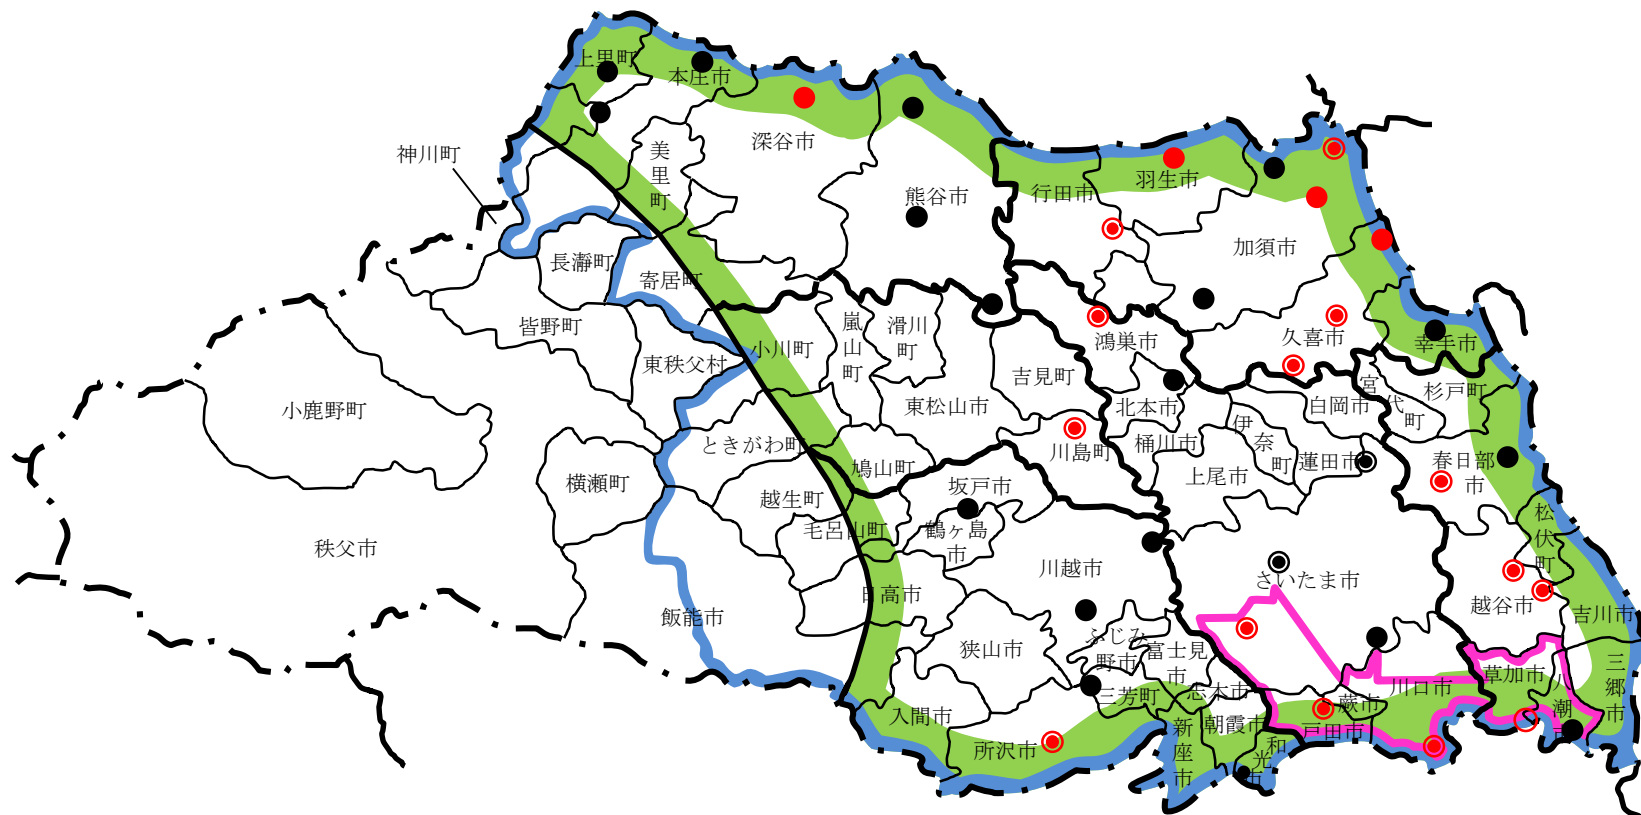 上里町
本庄市
神川町
美里町
深谷市
熊谷市
行田市
羽生市
加須市
長瀞町
寄居町
皆野町
東秩父村
小川町
嵐山町
滑川町
吉見町
鴻巣市
久喜市
幸手市
小鹿野町
東松山市
北本市
白岡市
宮代町
杉戸町
ときがわ町
鳩山町
川島町
桶川市
伊奈町
上尾市
蓮田市
春日部市
横瀬町
越生町
坂戸市
毛呂山町
鶴ヶ島市
松伏町
秩父市
飯能市
日高市
川越市
さいたま市
越谷市
吉川市
狭山市
ふじみ野市
富士見市
三芳町
志木市
川口市
草加市
八潮市
三郷市
入間市
所沢市
新座市
朝霞市
和光市
蕨市
戸田市